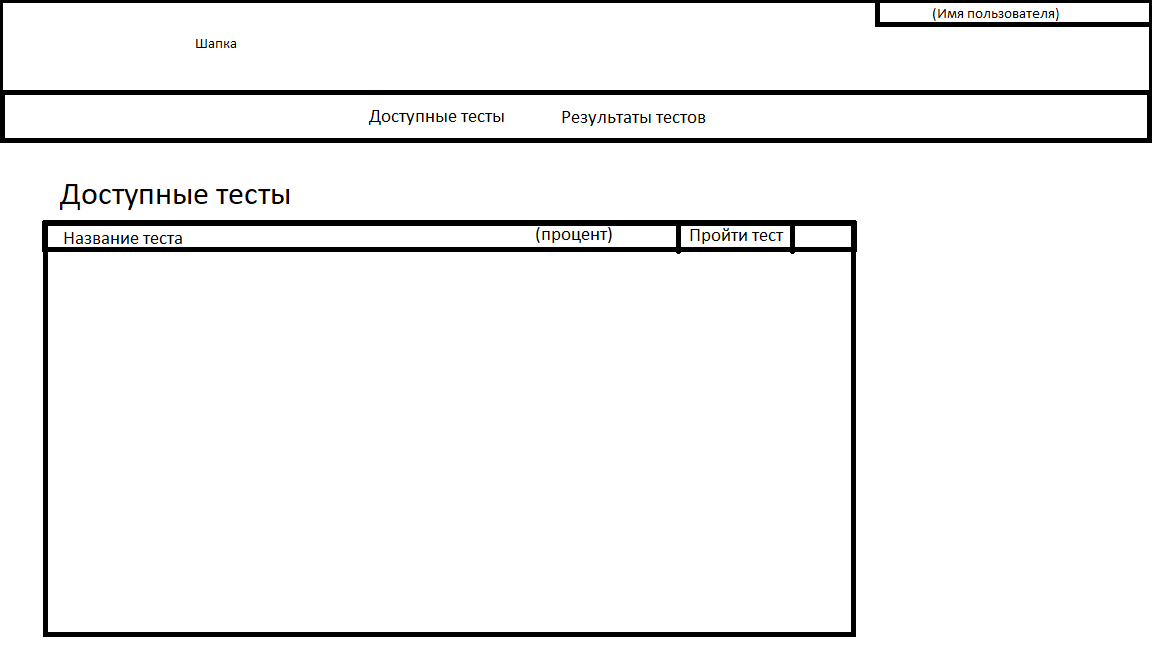 (Имя пользователя)
Шапка
Доступные тесты Результаты тестов
Доступные тесты
Название теста (процент) Пройти тест